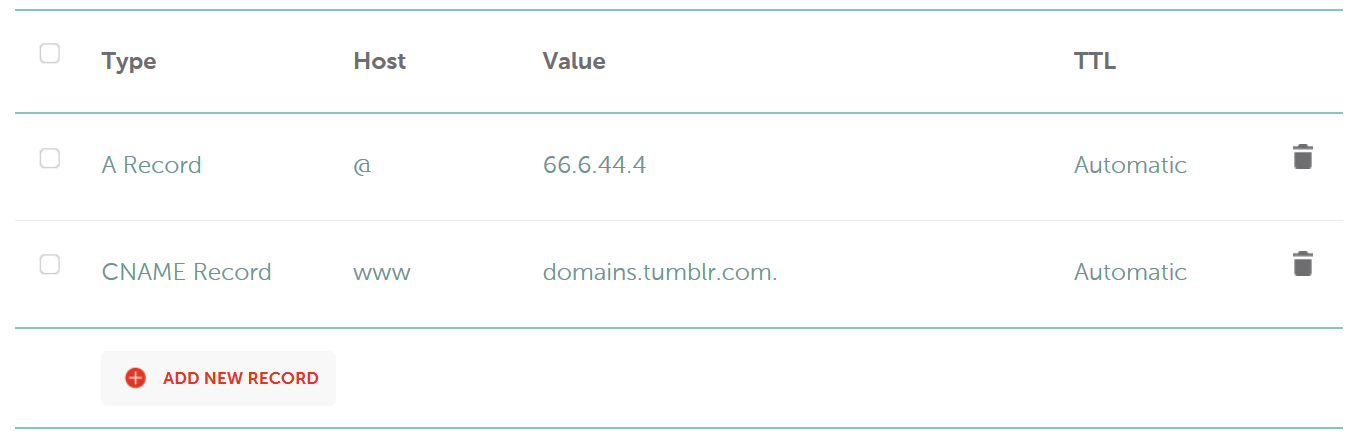 Type Host Value TTL
A Record @ 66.6.44.4 Automatic
CNAME Record www domains.tumblr.com. Automatic
ADD NEW RECORD